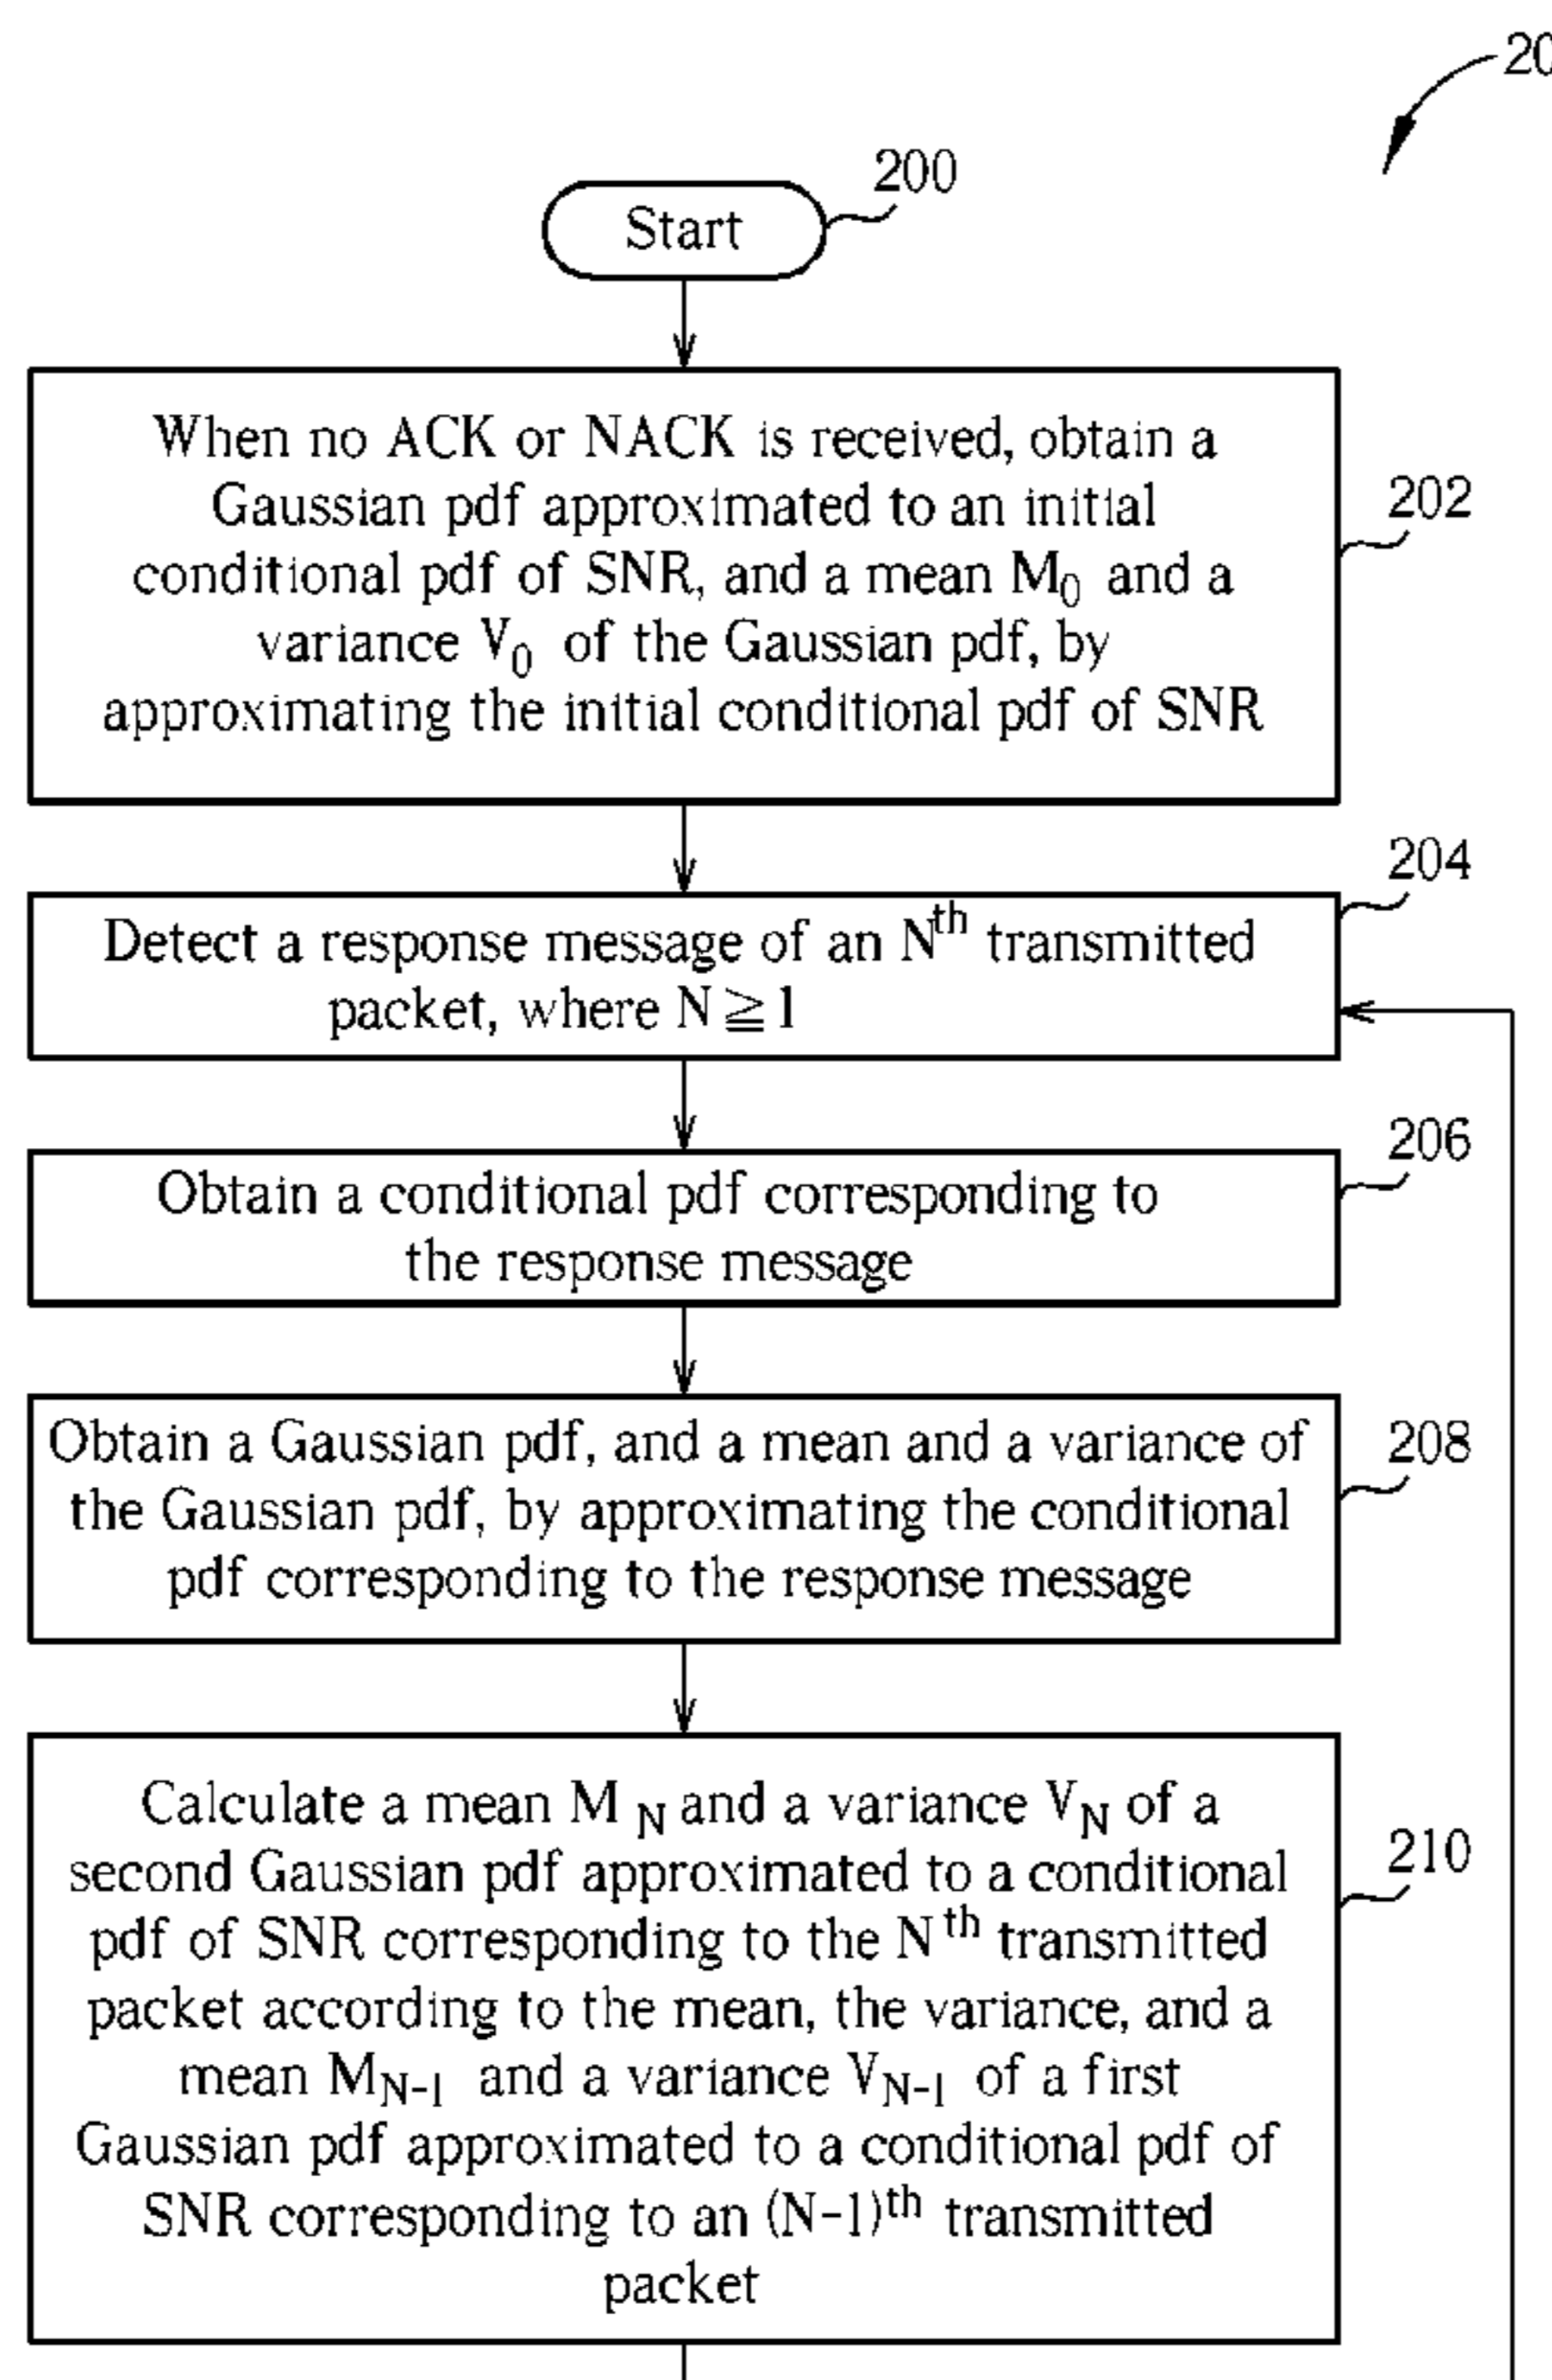 20
200
Start
When no ACK or NACK is received, obtain a
Gaussian pdf approximated to an initial
conditional pdf of SNR, and a mean M0 and a
variance V0 of the Gaussian pdf, by
approximating the initial conditional pdf of SNR
202
204
Detect a response message of an Nth transmitted
packet, where N ≧ 1
206
Obtain a conditional pdf corresponding to
the response message
208
Obtain a Gaussian pdf, and a mean and a variance of
the Gaussian pdf, by approximating the conditional
pdf corresponding to the response message
Calculate a mean MN and a variance VN of a
second Gaussian pdf approximated to a conditional
pdf of SNR corresponding to the Nth transmitted
packet according to the mean, the variance, and a
mean MN-1 and a variance VN-1 of a first
Gaussian pdf approximated to a conditional pdf of
SNR corresponding to an (N-1)th transmitted
packet
210